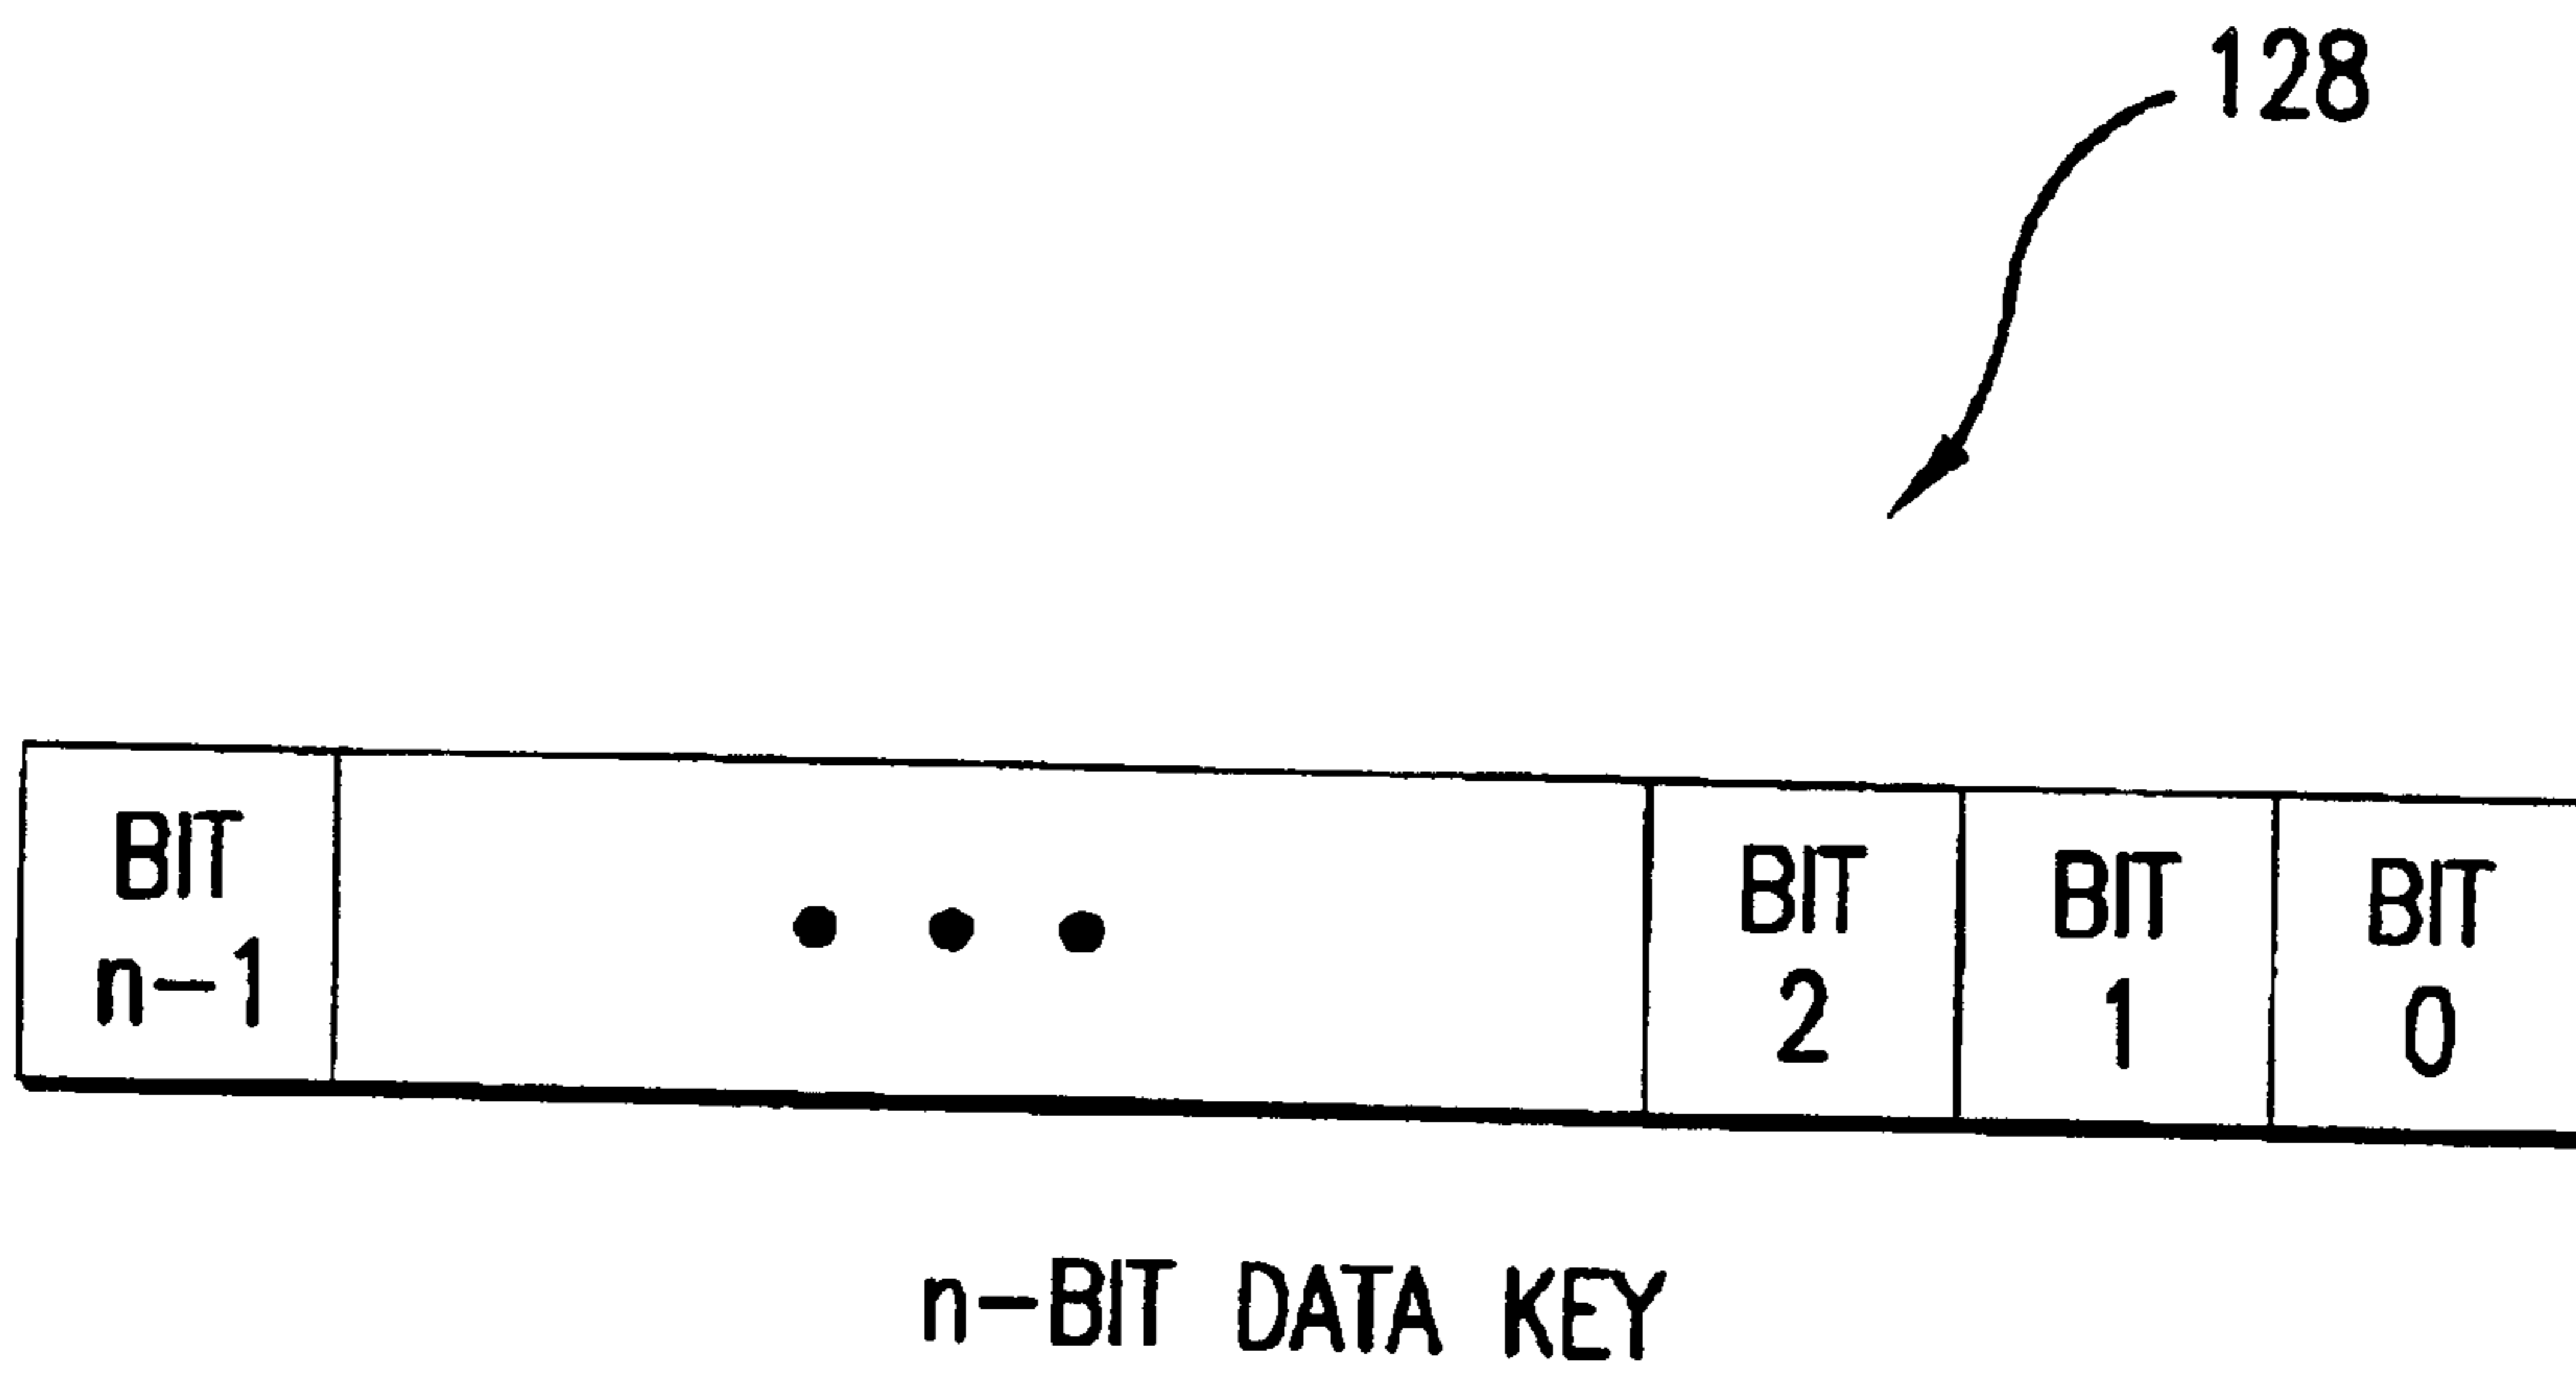 128
BIT n-1
• • •
BIT 2
BIT 1
BIT 0
n-BIT DATA KEY